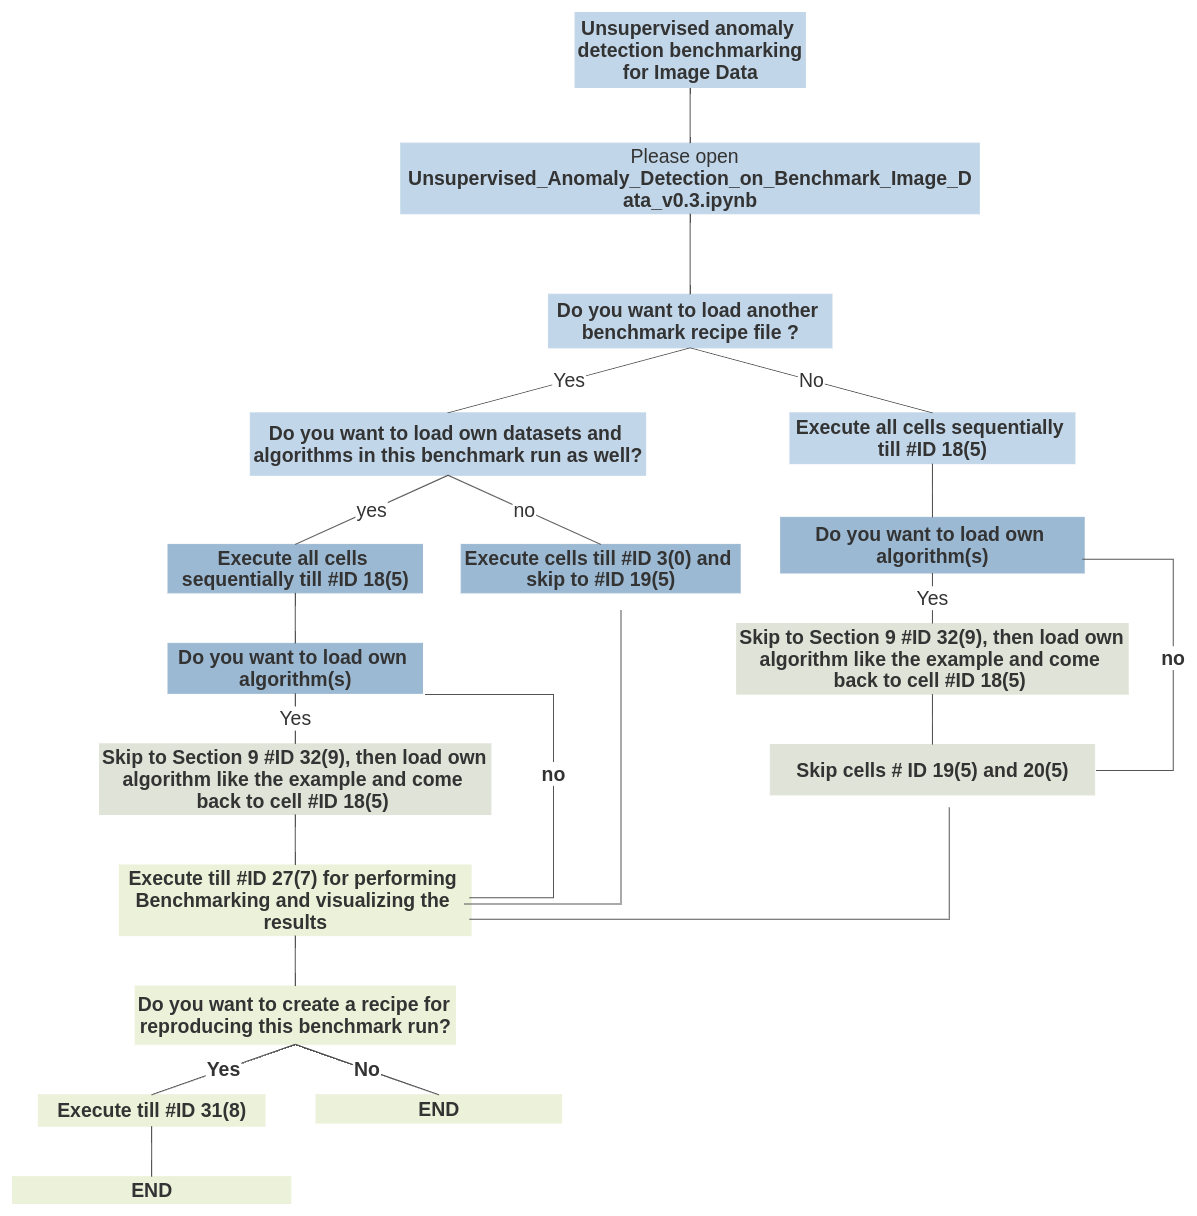 Unsupervised anomaly
detection benchmarking
for Image Data
Please open
Unsupervised_Anomaly_Detection_on_Benchmark_Image_D
ata_v0.3.ipynb
Do you want to load another
benchmark recipe file ?
Yes
No
Do you want to load own datasets and
algorithms in this benchmark run as well?
Execute all cells sequentially
till #ID 18(5)
yes
no
Execute all cells
sequentially till #ID 18(5)
Execute cells till #ID 3(0) and
skip to #ID 19(5)
Do you want to load own
algorithm(s)
Yes
Skip to Section 9 #ID 32(9), then load own
algorithm like the example and come
back to cell #ID 18(5)
no
Do you want to load own
algorithm(s)
Yes
Skip to Section 9 #ID 32(9), then load own
algorithm like the example and come
back to cell #ID 18(5)
no
Skip cells # ID 19(5) and 20(5)
Execute till #ID 27(7) for performing
Benchmarking and visualizing the
results
Do you want to create a recipe for
reproducing this benchmark run?
Yes
No
Execute till #ID 31(8)
END
END